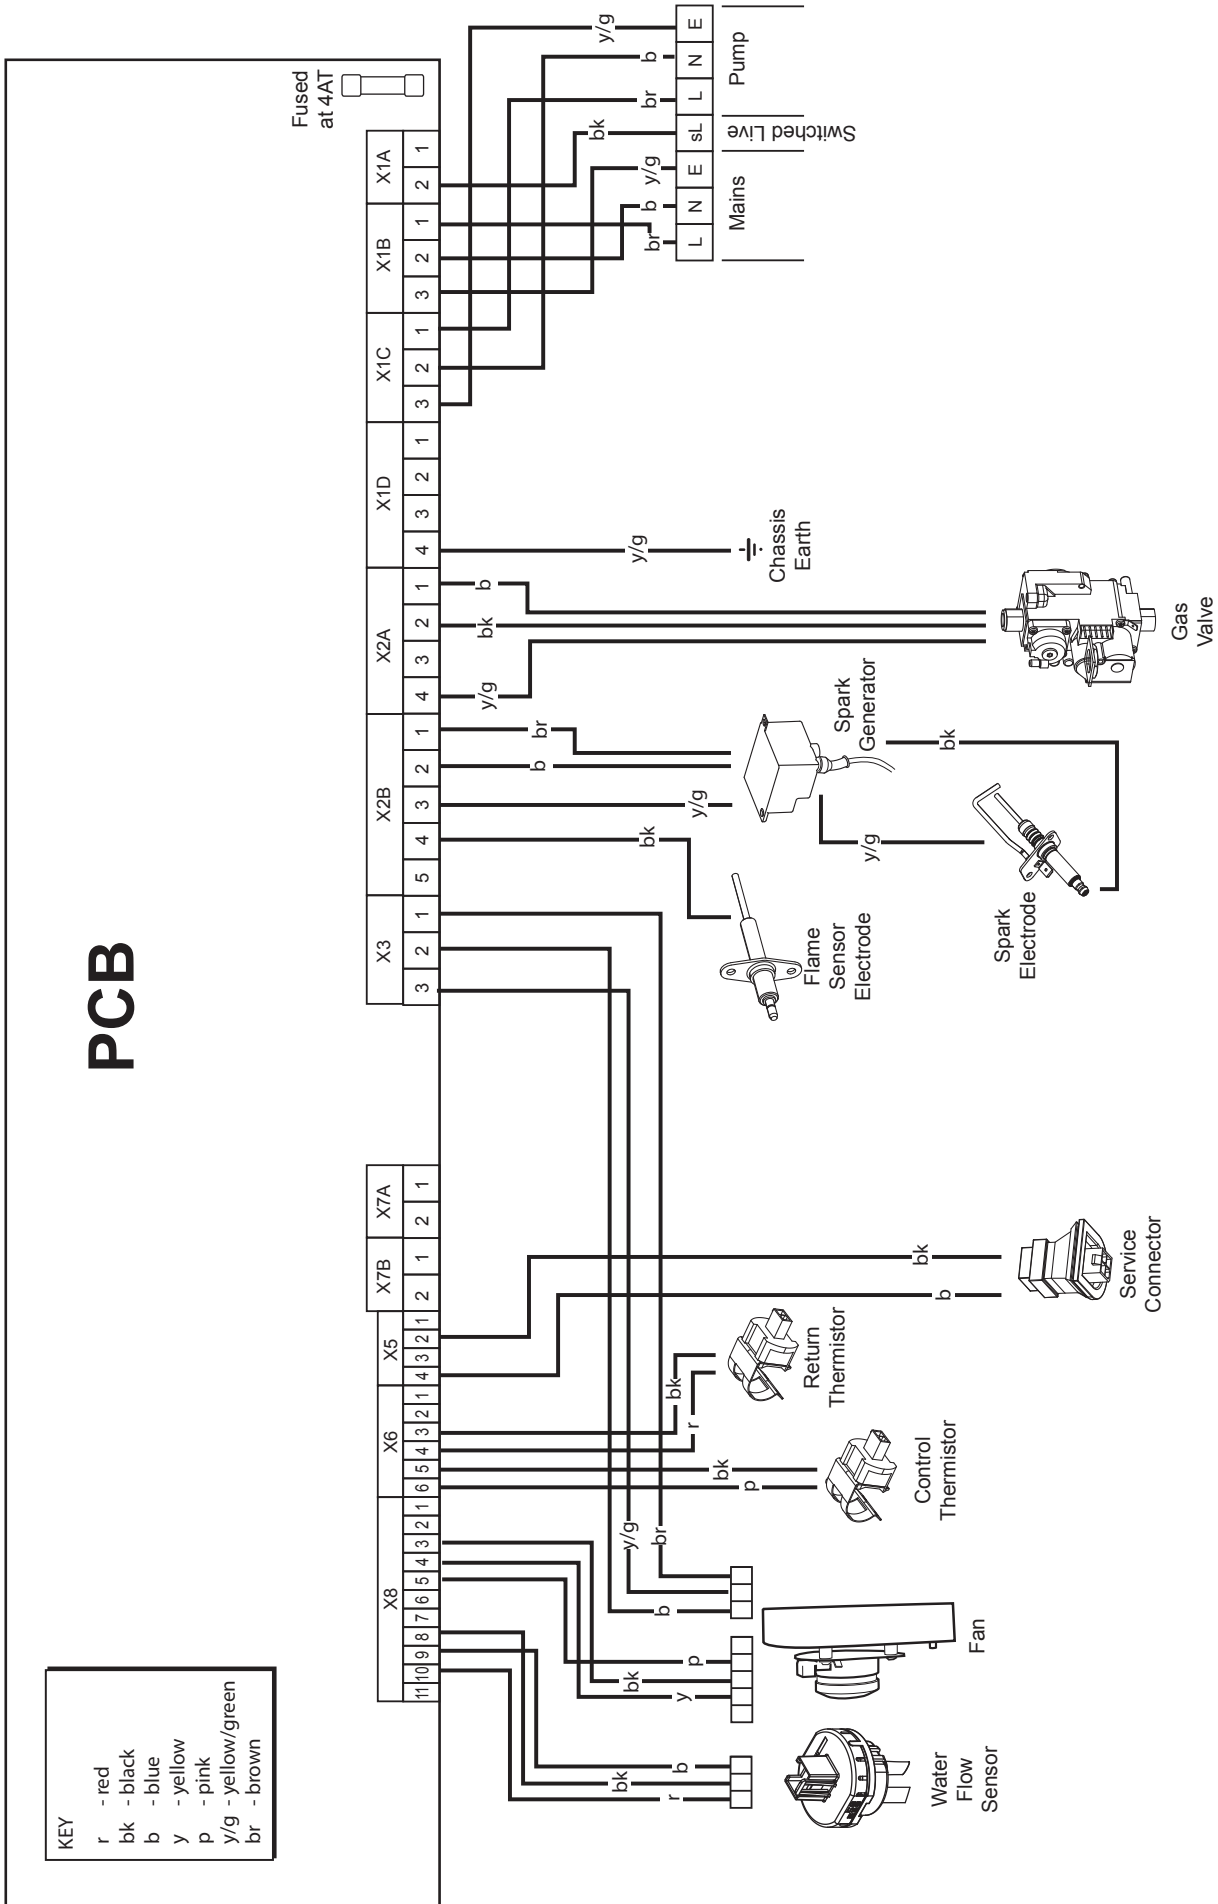 KEY
r - red
bk - black
b - blue
y - yellow
p - pink
y/g - yellow/green
br - brown
PCB
Fused
at 4AT
X8 X6 X5 X7B X7A X3 X2B X2A X1D X1C X1B X1A
11 10 9 8 7 6 5 4 3 2 1 6 5 4 3 2 1 4 3 2 1 2 1 2 1 3 2 1 5 4 3 2 1 4 3 2 1 4 3 2 1 3 2 1 3 2 1 2 1
r
bk
b
Water
Flow
Sensor
y
bk
p
b
y/g
br
Fan
p
bk
Control
Thermistor
r
bk
Return
Thermistor
b
bk
Service
Connector
bk
Flame
Sensor
Electrode
y/g
b
br
Spark
Generator
y/g
bk
Spark
Electrode
y/g
bk
b
Gas
Valve
y/g
Chassis
Earth
br
b
y/g
bk
br
b
y/g
L N E sL L N E
Mains
Switched Live
Pump